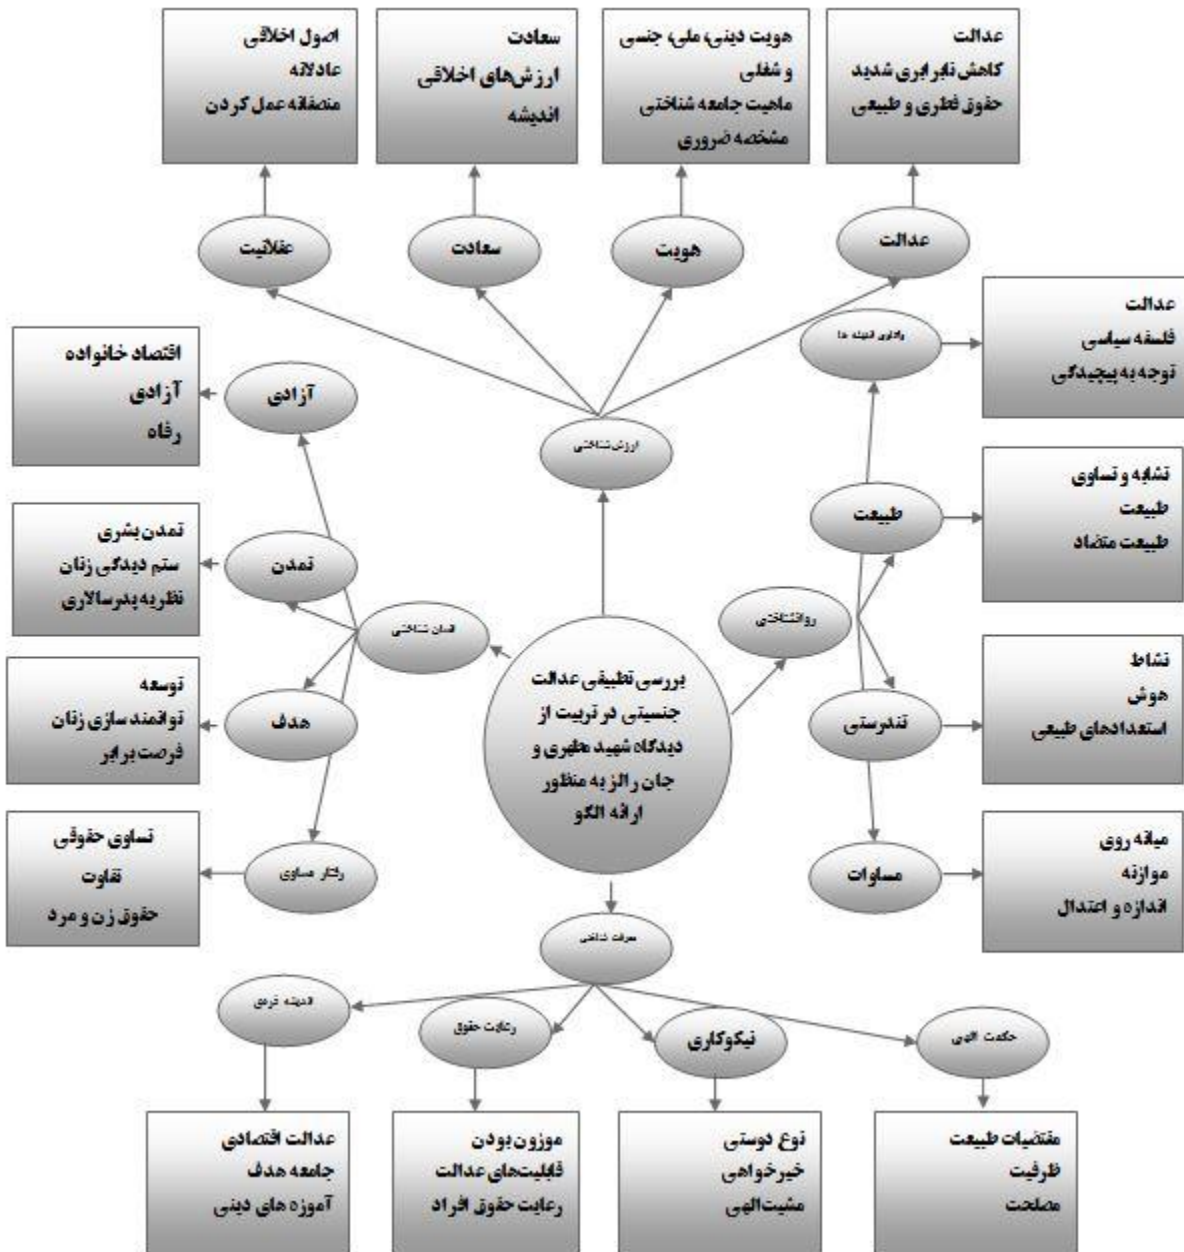 اصول اخلاقی
عادلانه
منصفانه عمل کردن
سعادت
ارزش‌های اخلاقی
اندیشه
هویت دینی، ملی، جنسی
و شغلی
ماهیت جامعه شناختی
مشخصه ضروری
عدالت
کاهش نابرابری شدید
حقوق فطری و طبیعی
عقلانیت
سعادت
هویت
عدالت
عدالت
فلسفه سیاسی
توجه به پیچیدگی
اندیشه ها
اقتصاد خانواده
آزادی
رفاه
آزادی
ارزش شناختی
تشابه و تساوی
طبیعت
طبیعت متضاد
طبیعت
تمدن بشری
ستم دیدگی زنان
نظریه پدرسالاری
تمدن
انسان شناختی
روانشناختی
بررسی تطبیقی عدالت
جنسیتی در تربیت از
دیدگاه شهید مطهری و
جان رالز به منظور
ارائه الگو
توسعه
توانمند سازی زنان
فرصت برابر
هدف
تندرستی
نشاط
هوش
استعدادهای طبیعی
تساوی حقوقی
تفاوت
حقوق زن و مرد
رفتار مساوی
مساوات
میانه روی
موازنه
اندازه و اعتدال
معرفت شناختی
اندیشه فردی
رعایت حقوق
نیکوکاری
حکمت الهی
عدالت اقتصادی
جامعه هدف
آموزه های دینی
موزون بودن
قابلیت‌های عدالت
رعایت حقوق افراد
نوع دوستی
خیرخواهی
مشیت‌الهی
مقتضیات طبیعت
ظرفیت
مصلحت